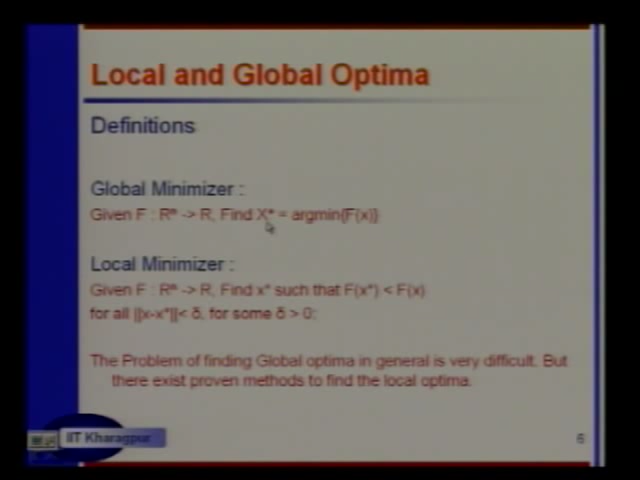 Local and Global Optima
Definitions
Global Minimizer :
Given F : Rⁿ -> R, Find X* = argmin{F(x)}
Local Minimizer :
Given F : Rⁿ -> R, Find x* such that F(x*) < F(x)
for all ||x-x*||< δ, for some δ > 0;
The Problem of finding Global optima in general is very difficult. But
there exist proven methods to find the local optima.
IIT Kharagpur
6